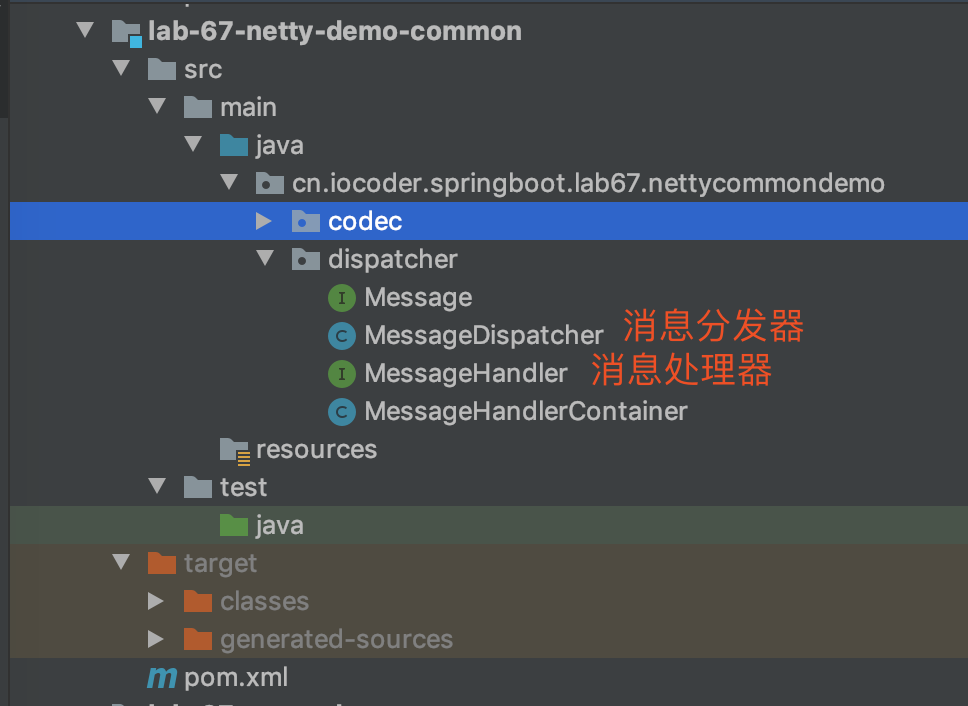 lab-67-netty-demo-common
src
main
java
cn.iocoder.springboot.lab67.nettycommondemo
codec
dispatcher
I Message
C MessageDispatcher 消息分发器
I MessageHandler 消息处理器
C MessageHandlerContainer
resources
test
java
target
classes
generated-sources
m pom.xml